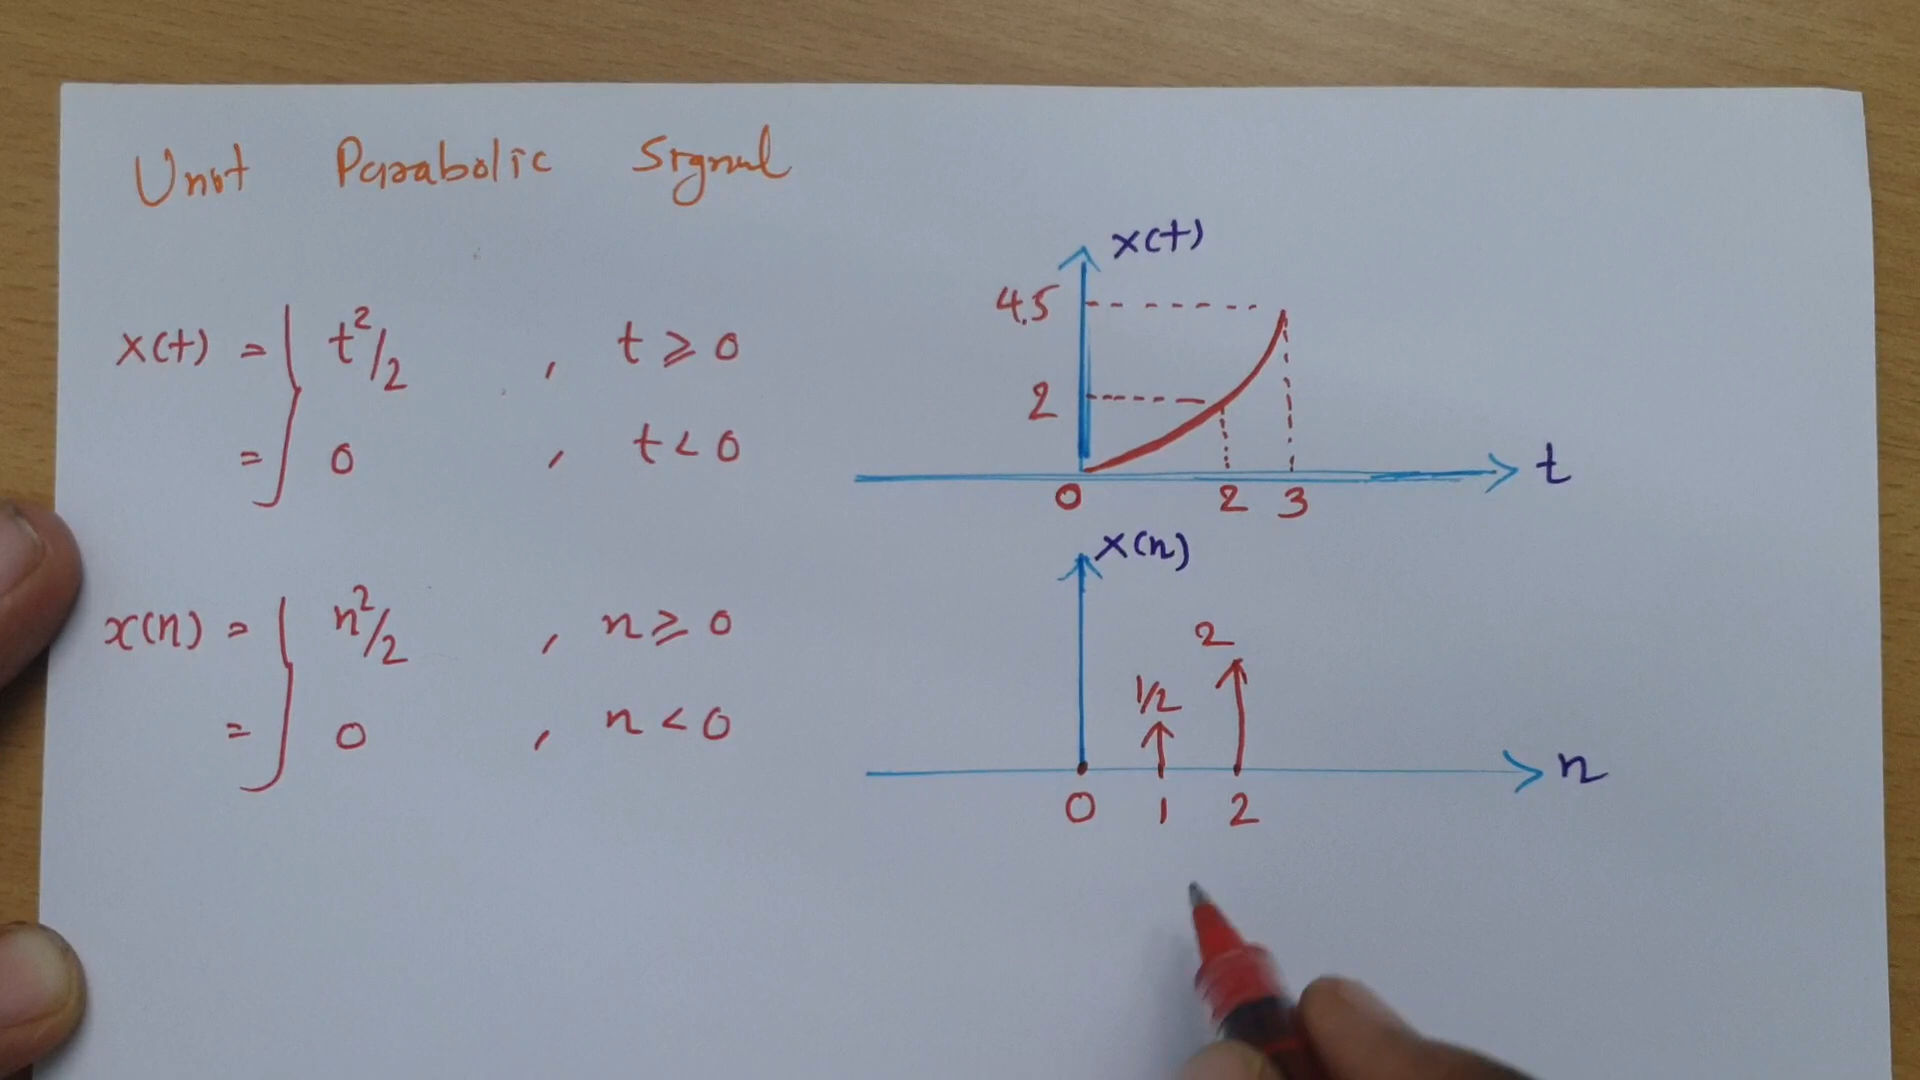 Unit Parabolic Signal
x(t) = { t²/2 , t ≥ 0
= 0 , t < 0
x(t)
4.5
2
0 2 3 t
x(n) = { n²/2 , n ≥ 0
= 0 , n < 0
x(n)
2
1/2
0 1 2 n